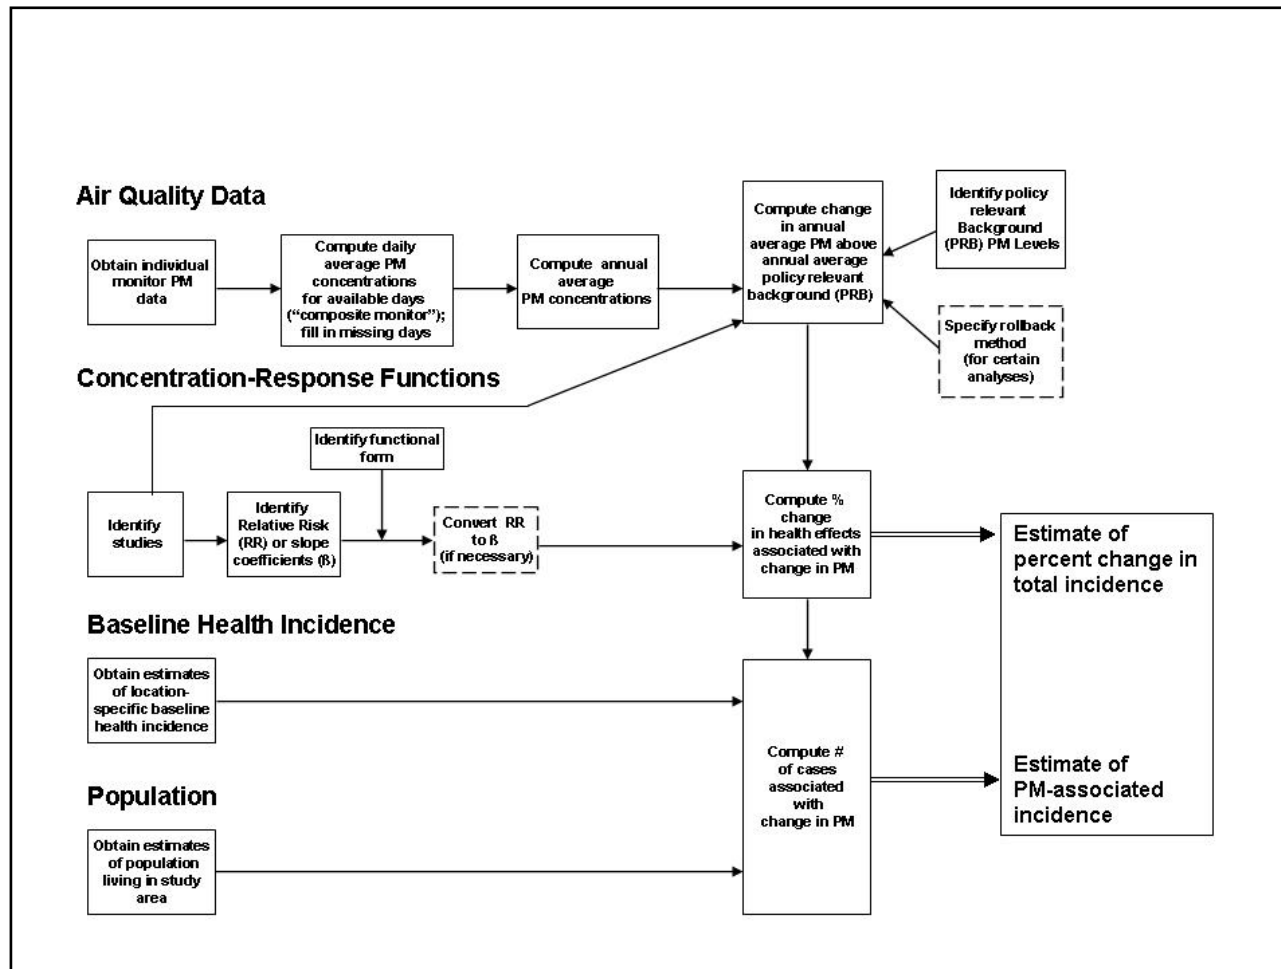 Air Quality Data
Obtain individual
monitor PM
data
Compute daily
average PM
concentrations
for available days
(“composite monitor”);
fill in missing days
Compute annual
average
PM concentrations
Compute change
in annual
average PM above
annual average
policy relevant
background (PRB)
Identify policy
relevant
Background
(PRB) PM Levels
Specify rollback
method
(for certain
analyses)
Concentration-Response Functions
Identify functional
form
Identify
studies
Identify
Relative Risk
(RR) or slope
coefficients (ß)
Convert RR
to ß
(if necessary)
Compute %
change
in health effects
associated with
change in PM
Estimate of
percent change in
total incidence
Baseline Health Incidence
Obtain estimates
of location-
specific baseline
health incidence
Compute #
of cases
associated
with
change in PM
Estimate of
PM-associated
incidence
Population
Obtain estimates
of population
living in study
area